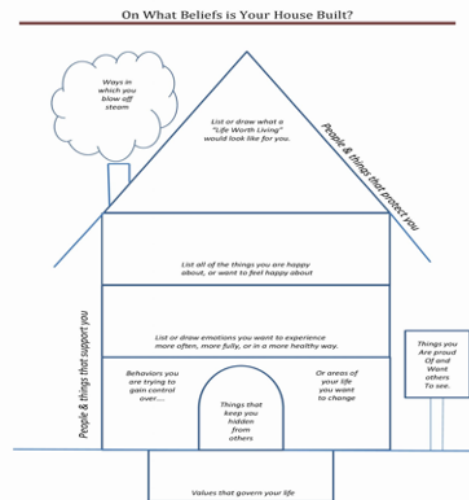 On What Beliefs is Your House Built?
Ways in
which you
blow off
steam
List or draw what a
"Life Worth Living"
would look like for you.
People & things that protect you
List all of the things you are happy
about, or want to feel happy about
List or draw emotions you want to experience
more often, more fully, or in a more healthy way.
People & things that support you
Behaviors you
are trying to
gain control
over....
Things that
keep you
hidden
from
others
Or areas of
your life
you want
to change
Things you
Are proud
Of and
Want
others
To see.
Values that govern your life